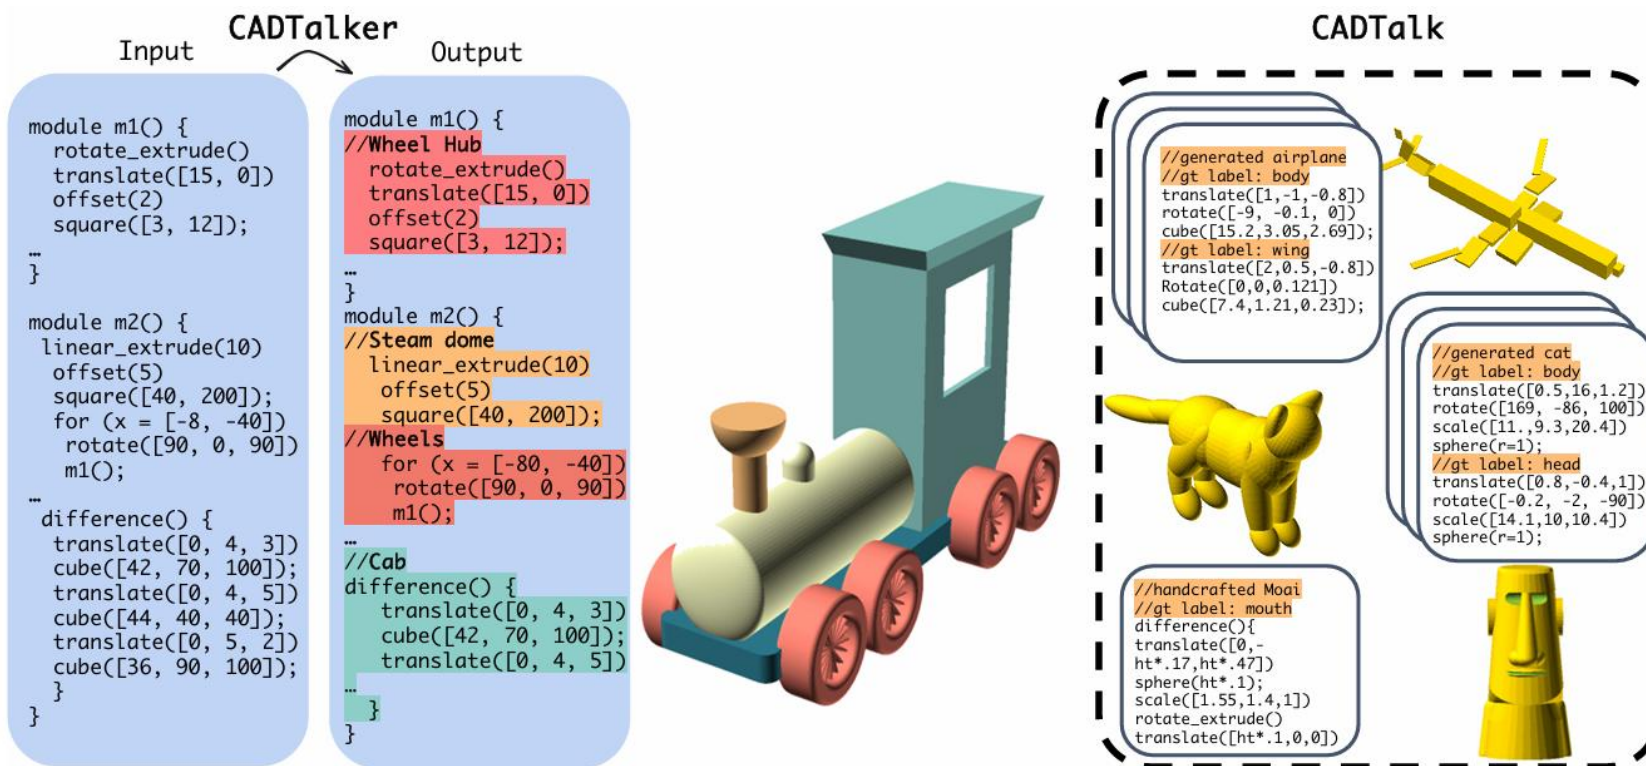 CADTalker
Input
Output
module m1() {
rotate_extrude()
translate([15, 0])
offset(2)
square([3, 12]);
…
}
module m2() {
linear_extrude(10)
offset(5)
square([40, 200]);
for (x = [-8, -40])
rotate([90, 0, 90])
m1();
…
difference() {
translate([0, 4, 3])
cube([42, 70, 100]);
translate([0, 4, 5])
cube([44, 40, 40]);
translate([0, 5, 2])
cube([36, 90, 100]);
}
}
module m1() {
//Wheel Hub
rotate_extrude()
translate([15, 0])
offset(2)
square([3, 12]);
…
}
module m2() {
//Steam dome
linear_extrude(10)
offset(5)
square([40, 200]);
//Wheels
for (x = [-80, -40])
rotate([90, 0, 90])
m1();
…
//Cab
difference() {
translate([0, 4, 3])
cube([42, 70, 100];
translate([0, 4, 5])
…
}
}
CADTalk
//generated airplane
//gt label: body
translate([1,-1,-0.8])
rotate([-9, -0.1, 0])
cube([15.2,3.05,2.69]);
//gt label: wing
translate([2,0.5,-0.8])
Rotate([0,0,0.121])
cube([7.4,1.21,0.23]);
//generated cat
//gt label: body
translate([0.5,16,1.2])
rotate([169, -86, 100])
scale([11.,9.3,20.4])
sphere(r=1);
//gt label: head
translate([0.8,-0.4,1])
rotate([-0.2, -2, -90])
scale([14.1,10,10.4])
sphere(r=1);
//handcrafted Moai
//gt label: mouth
difference(){
translate([0,-
ht*.17,ht*.47])
sphere(ht*.1);
scale([1.55,1.4,1])
rotate_extrude()
translate([ht*.1,0,0])